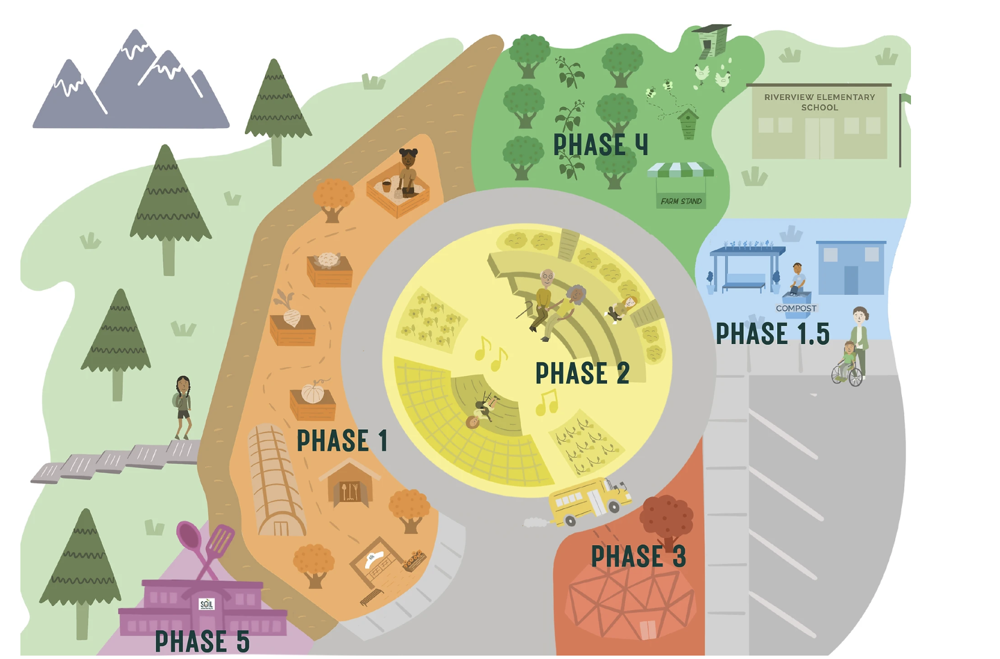 RIVERVIEW ELEMENTARY
SCHOOL
PHASE 4
FARM STAND
COMPOST
PHASE 1.5
PHASE 2
PHASE 1
PHASE 3
SOIL
PHASE 5